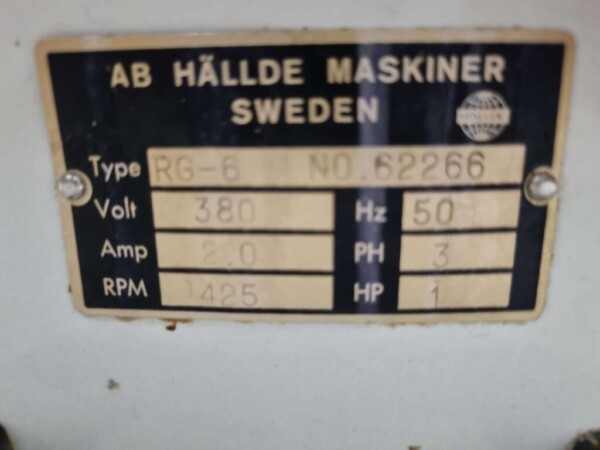 AB HÄLLDE MASKINER
SWEDEN
Type RG-6 NO.62266
Volt 380 Hz 50
Amp 2.0 PH 3
RPM 1425 HP 1